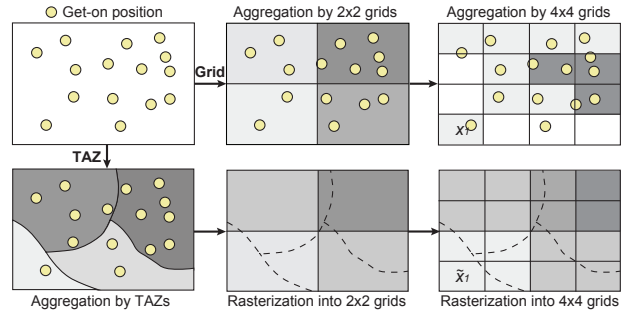 Get-on position
Aggregation by 2x2 grids
Aggregation by 4x4 grids
Grid
x₁
TAZ
x̃₁
Aggregation by TAZs
Rasterization into 2x2 grids
Rasterization into 4x4 grids